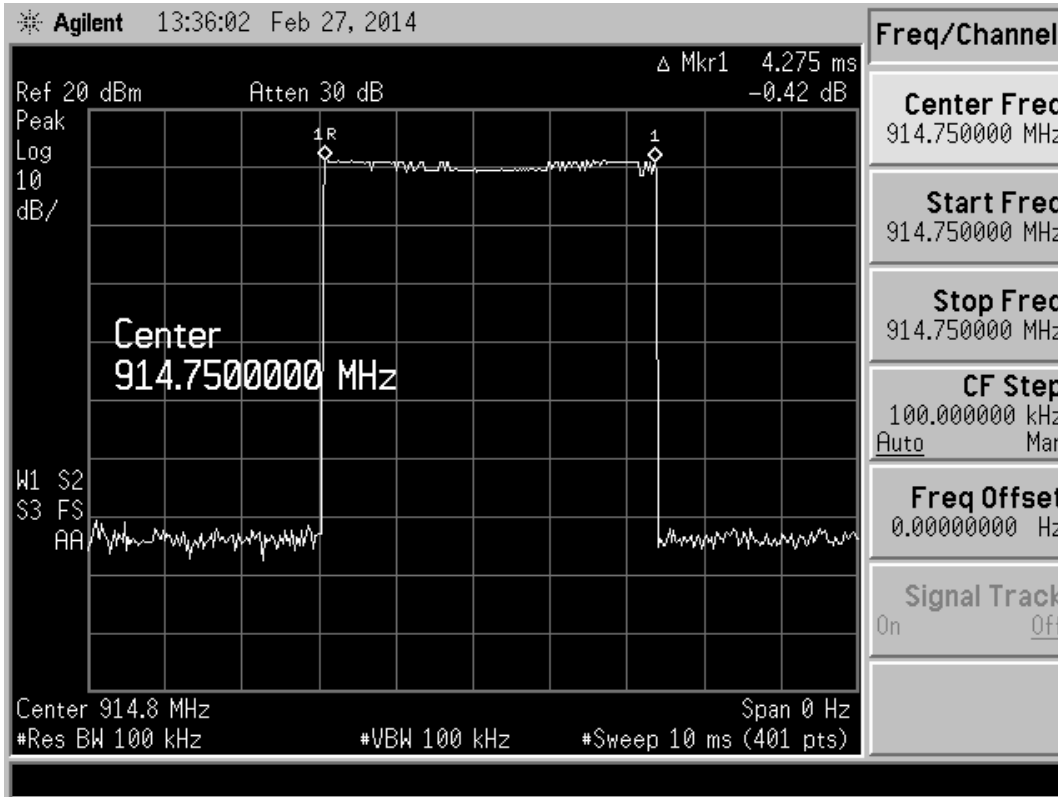 Agilent 13:36:02 Feb 27, 2014
Δ Mkr1 4.275 ms
Ref 20 dBm Atten 30 dB -0.42 dB
Peak
Log
10
dB/
1R
1
Center
914.7500000 MHz
W1 S2
S3 FS
AA
Center 914.8 MHz Span 0 Hz
#Res BW 100 kHz #VBW 100 kHz #Sweep 10 ms (401 pts)
Freq/Channel
Center Freq
914.750000 MHz
Start Freq
914.750000 MHz
Stop Freq
914.750000 MHz
CF Step
100.000000 kHz
Auto Man
Freq Offset
0.00000000 Hz
Signal Track
On Off